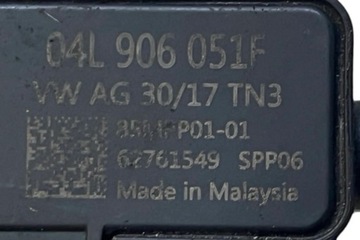 04L 906 051F
VW AG 30/17 TN3
62761549 SPP06
Made in Malaysia